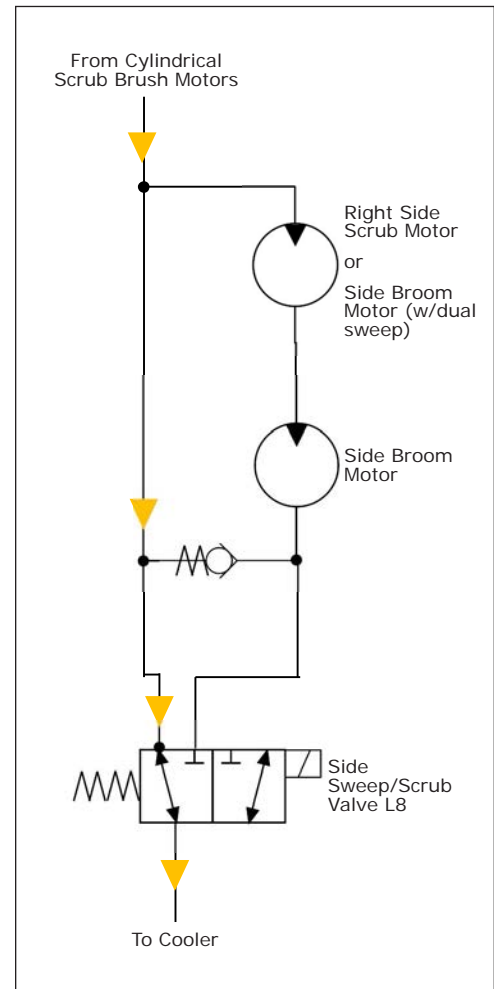 From Cylindrical
Scrub Brush Motors
Right Side
Scrub Motor
or
Side Broom
Motor (w/dual
sweep)
Side Broom
Motor
Side
Sweep/Scrub
Valve L8
To Cooler